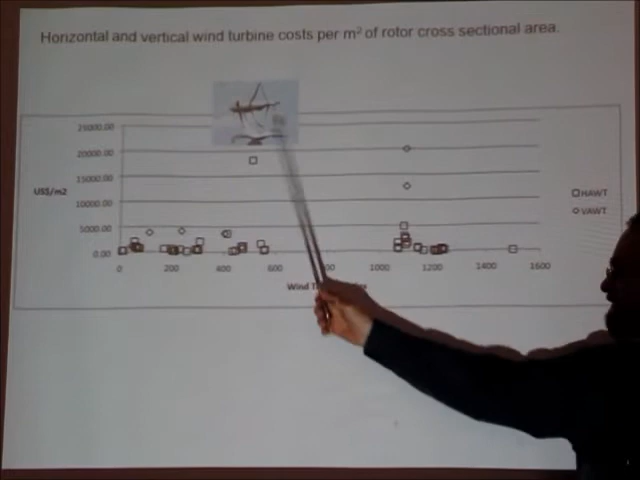 Horizontal and vertical wind turbine costs per m² of rotor cross sectional area.
25000.00
20000.00
15000.00
10000.00
5000.00
0.00
US$/m2
0
200
400
600
1000
1200
1400
1600
Wind
HAWT
VAWT